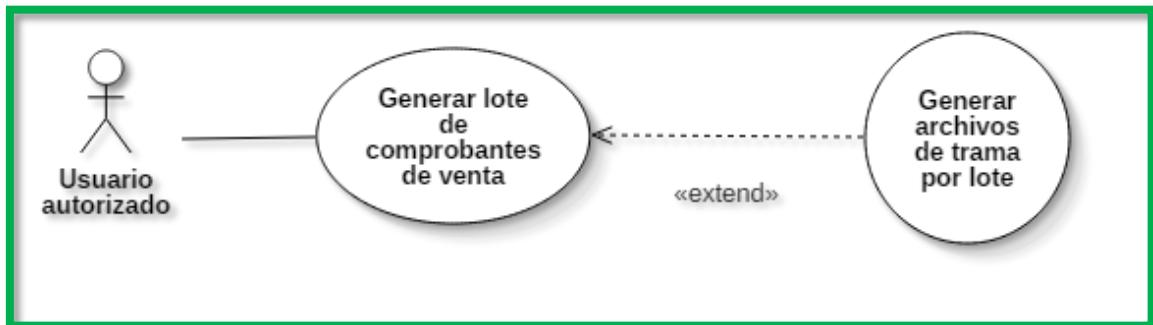 Usuario
autorizado
Generar lote
de
comprobantes
de venta
«extend»
Generar
archivos
de trama
por lote